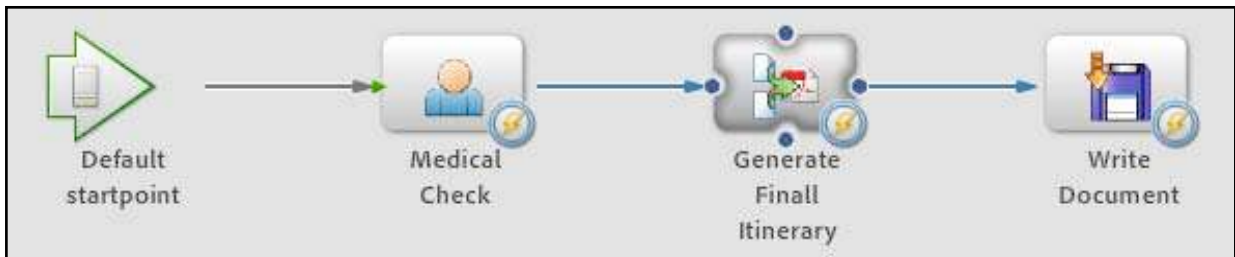 Default
startpoint
Medical
Check
Generate
Finall
Itinerary
Write
Document